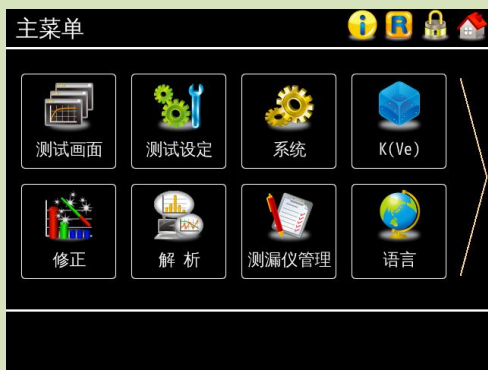 主菜单
R
测试画面
测试设定
系统
K(Ve)
修正
解 析
测漏仪管理
语言